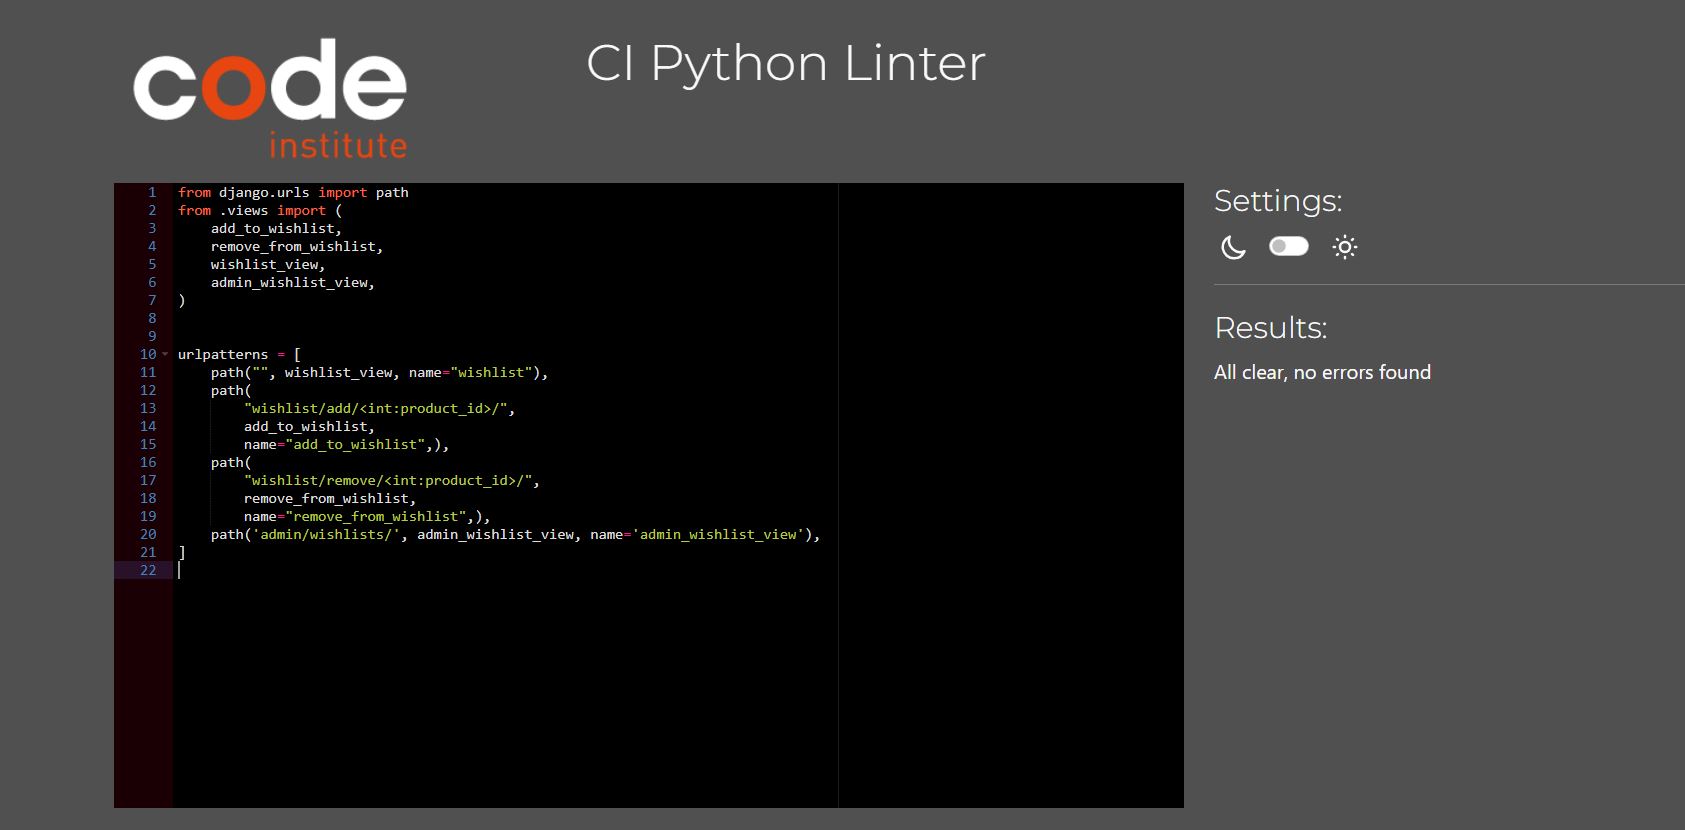 code
institute
CI Python Linter
1 from django.urls import path
2 from .views import (
3     add_to_wishlist,
4     remove_from_wishlist,
5     wishlist_view,
6     admin_wishlist_view,
7 )
8
9
10 urlpatterns = [
11     path("", wishlist_view, name="wishlist"),
12     path(
13         "wishlist/add/<int:product_id>/",
14         add_to_wishlist,
15         name="add_to_wishlist",),
16     path(
17         "wishlist/remove/<int:product_id>/",
18         remove_from_wishlist,
19         name="remove_from_wishlist",),
20     path('admin/wishlists/', admin_wishlist_view, name='admin_wishlist_view'),
21 ]
22
Settings:
Results:
All clear, no errors found